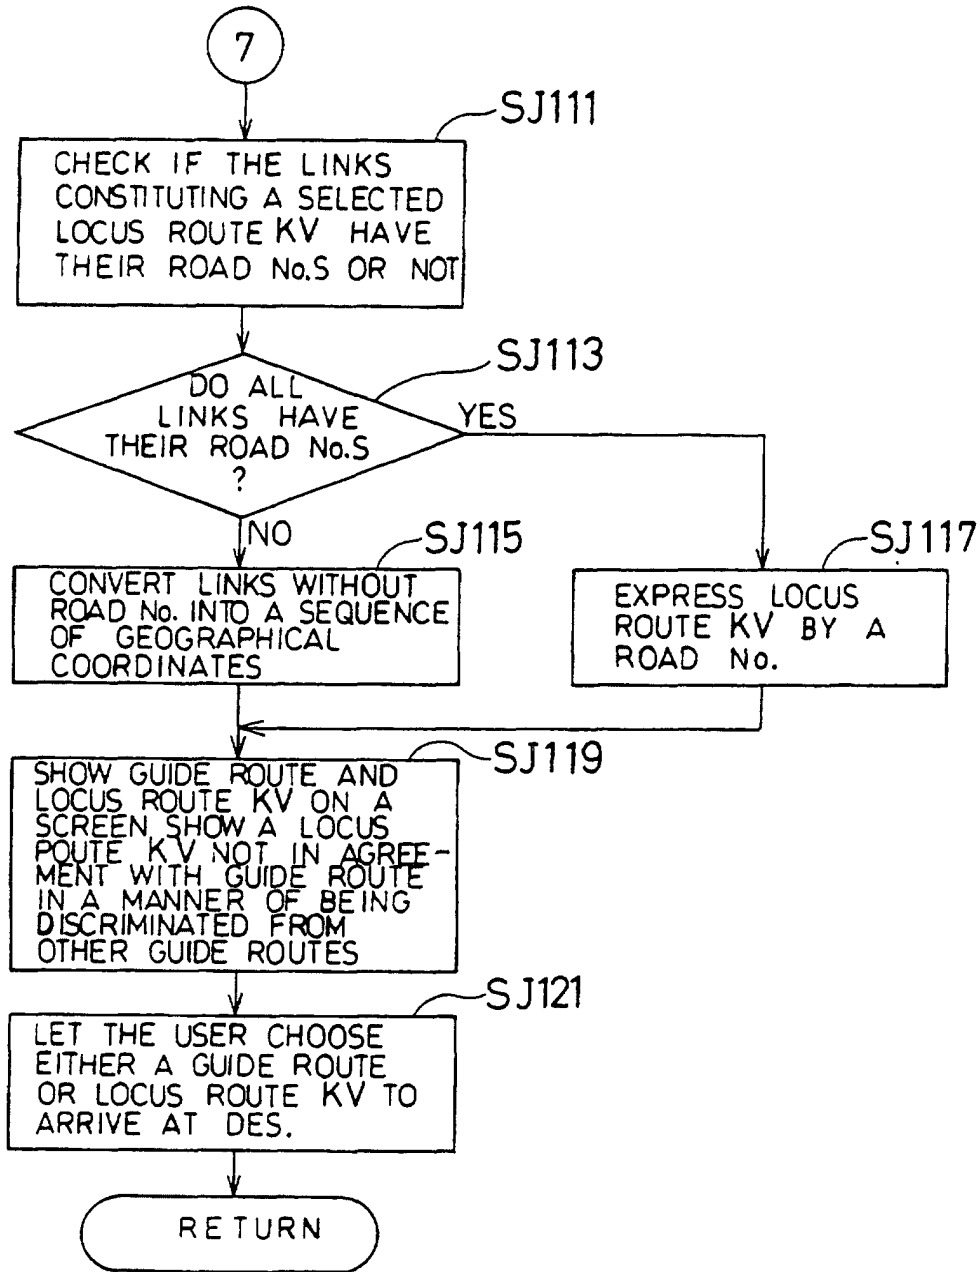 7
SJ111
CHECK IF THE LINKS
CONSTITUTING A SELECTED
LOCUS ROUTE KV HAVE
THEIR ROAD No.S OR NOT
SJ113
DO ALL
LINKS HAVE
THEIR ROAD No.S
?
YES
NO
SJ115
CONVERT LINKS WITHOUT
ROAD No. INTO A SEQUENCE
OF GEOGRAPHICAL
COORDINATES
SJ117
EXPRESS LOCUS
ROUTE KV BY A
ROAD No.
SJ119
SHOW GUIDE ROUTE AND
LOCUS ROUTE KV ON A
SCREEN SHOW A LOCUS
POUTE KV NOT IN AGREE-
MENT WITH GUIDE ROUTE
IN A MANNER OF BEING
DISCRIMINATED FROM
OTHER GUIDE ROUTES
SJ121
LET THE USER CHOOSE
EITHER A GUIDE ROUTE
OR LOCUS ROUTE KV TO
ARRIVE AT DES.
RETURN